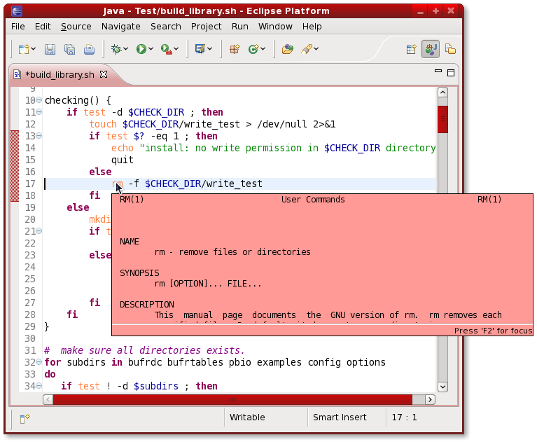 Java - Test/build_library.sh - Eclipse Platform
File Edit Source Navigate Search Project Run Window Help
*build_library.sh
9
10 checking() {
11 if test -d $CHECK_DIR ; then
12 touch $CHECK_DIR/write_test > /dev/null 2>&1
13 if test $? -eq 1 ; then
14 echo "install: no write permission in $CHECK_DIR directory
15 quit
16 else
17 -f $CHECK_DIR/write_test
18 fi
19 else
20 mkdi
21 if t
22
23 else
24
25
26
27 fi
28 fi
29 }
30
31 # make sure all directories exists.
32 for subdirs in bufrdc bufrtables pbio examples config options
33 do
34 if test ! -d $subdirs ; then
RM(1) User Commands RM(1)
NAME
rm - remove files or directories
SYNOPSIS
rm [OPTION]... FILE...
DESCRIPTION
This manual page documents the GNU version of rm. rm removes each
Press 'F2' for focus
Writable Smart Insert 17 : 1